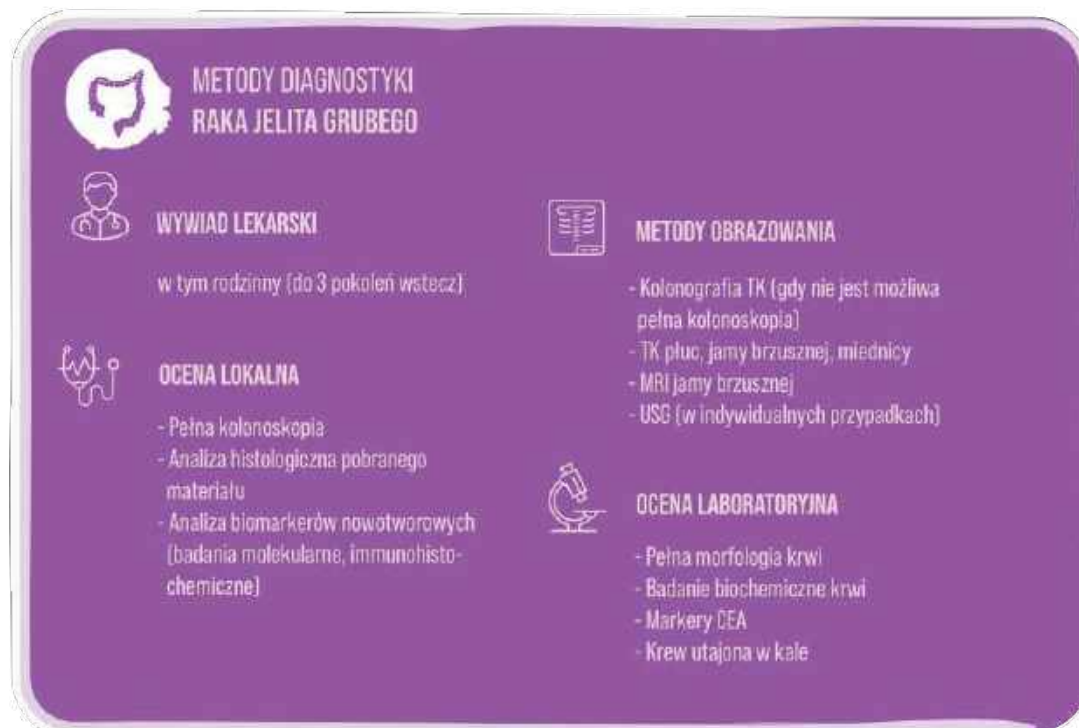 METODY DIAGNOSTYKI
RAKA JELITA GRUBEGO
WYWIAD LEKARSKI
w tym rodzinny (do 3 pokoleń wstecz)
OCENA LOKALNA
- Pełna kolonoskopia
- Analiza histologiczna pobranego
materiału
- Analiza biomarkerów nowotworowych
(badania molekularne, immunohisto-
chemiczne)
METODY OBRAZOWANIA
- Kolonografia TK (gdy nie jest możliwa
pełna kolonoskopia)
- TK płuc, jamy brzusznej, miednicy
- MRI jamy brzusznej
- USG (w indywidualnych przypadkach)
OCENA LABORATORYJNA
- Pełna morfologia krwi
- Badanie biochemiczne krwi
- Markery CEA
- Krew utajona w kale